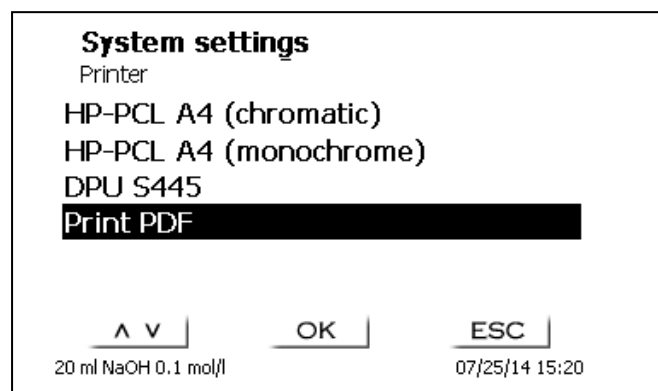 System settings
Printer
HP-PCL A4 (chromatic)
HP-PCL A4 (monochrome)
DPU S445
Print PDF
∧ ∨ OK ESC
20 ml NaOH 0.1 mol/l 07/25/14 15:20